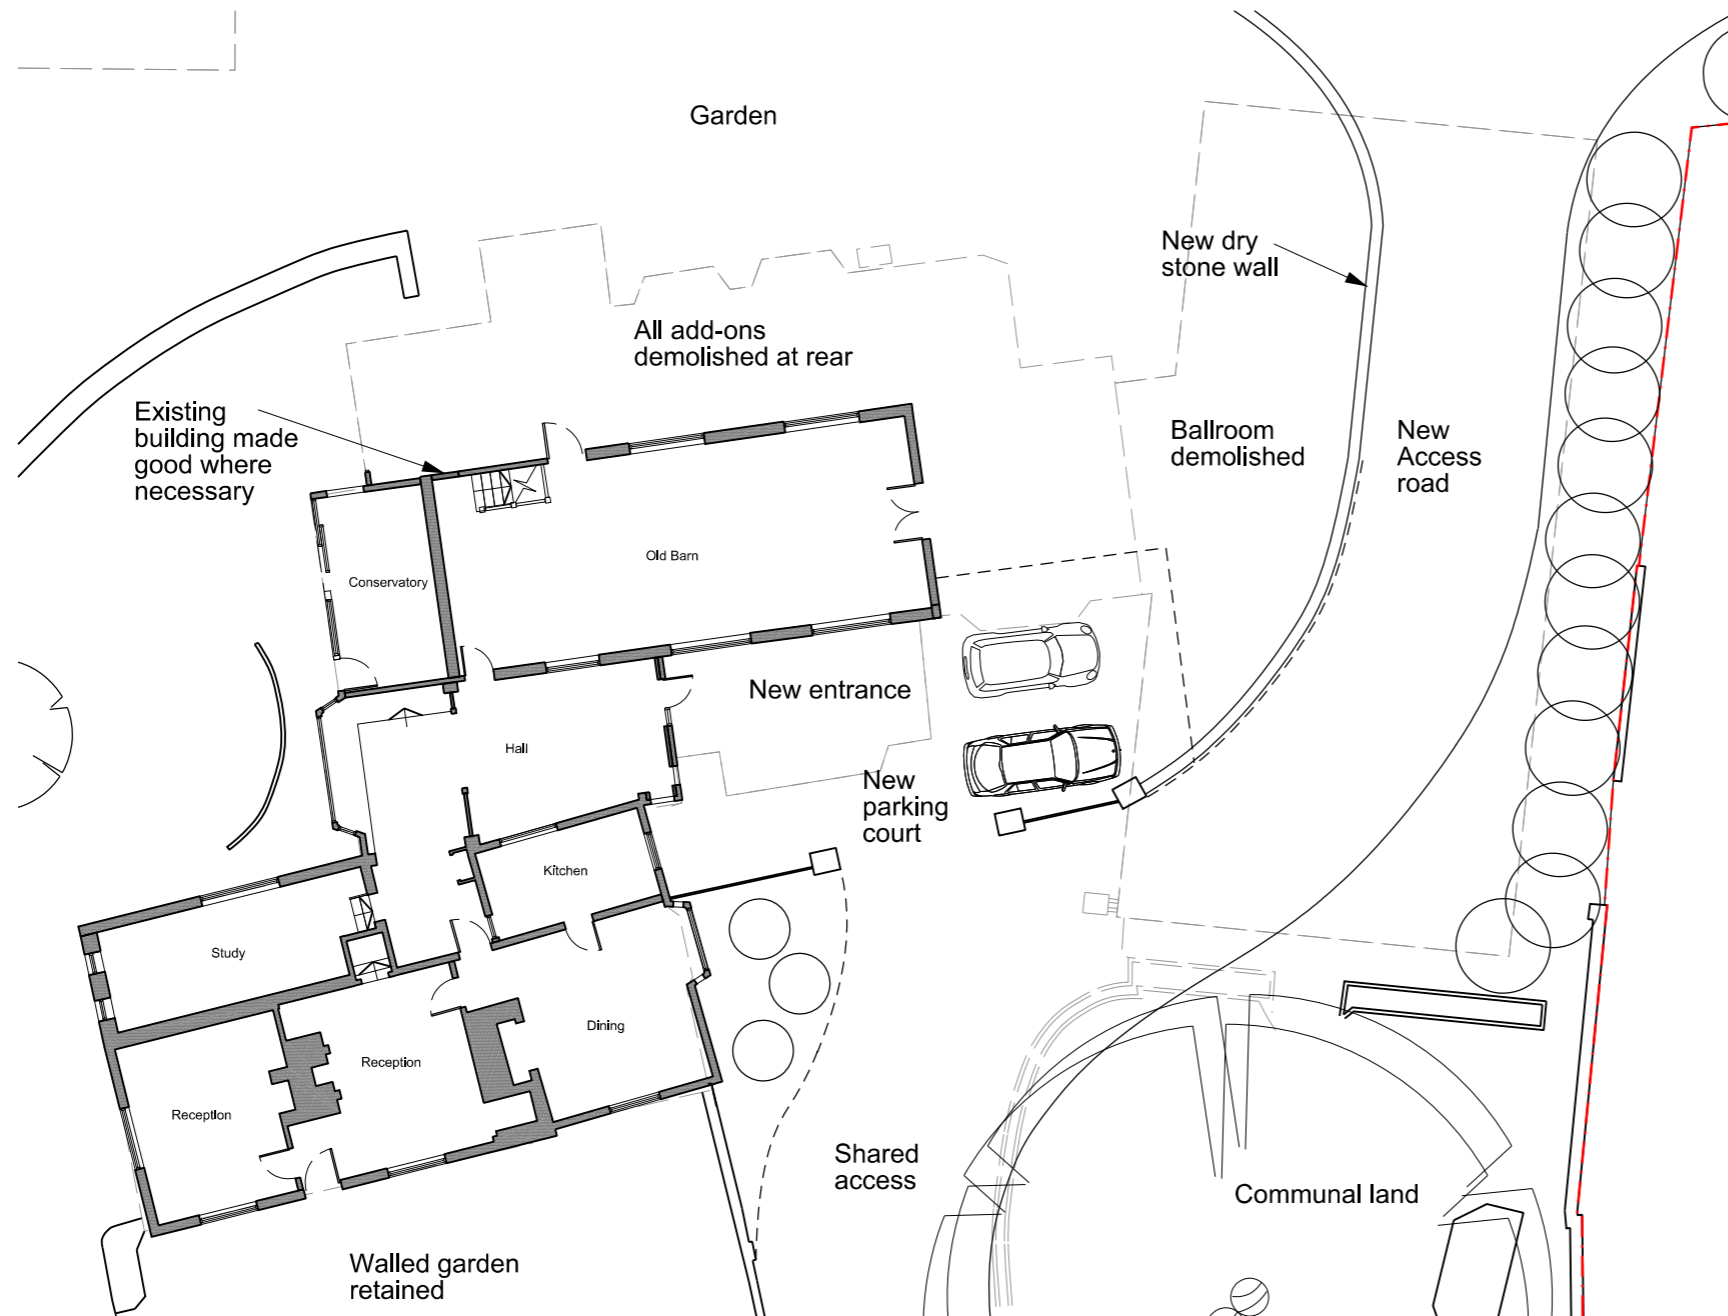 Garden
New dry
stone wall
All add-ons
demolished at rear
Existing
building made
good where
necessary
Ballroom
demolished
New
Access
road
Old Barn
Conservatory
New entrance
Hall
New
parking
court
Kitchen
Study
Dining
Reception
Reception
Shared
access
Communal land
Walled garden
retained